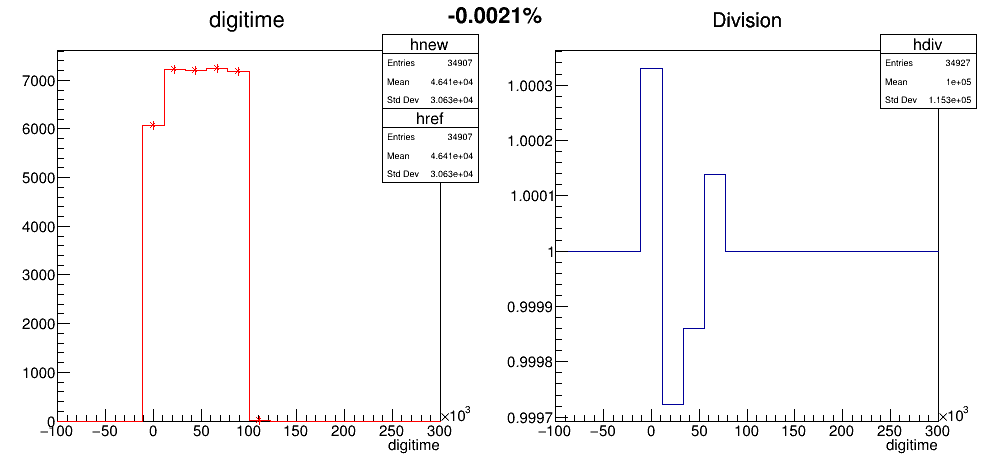 -0.0021%
digitime
hnew
Entries 34907
Mean 4.641e+04
Std Dev 3.063e+04
href
Entries 34907
Mean 4.641e+04
Std Dev 3.063e+04
7000
6000
5000
4000
3000
2000
1000
0
−100 −50 0 50 100 150 200 250 300
×10³
digitime
Division
hdiv
Entries 34927
Mean 1e+05
Std Dev 1.153e+05
1.0003
1.0002
1.0001
1
0.9999
0.9998
0.9997
−100 −50 0 50 100 150 200 250 300
×10³
digitime